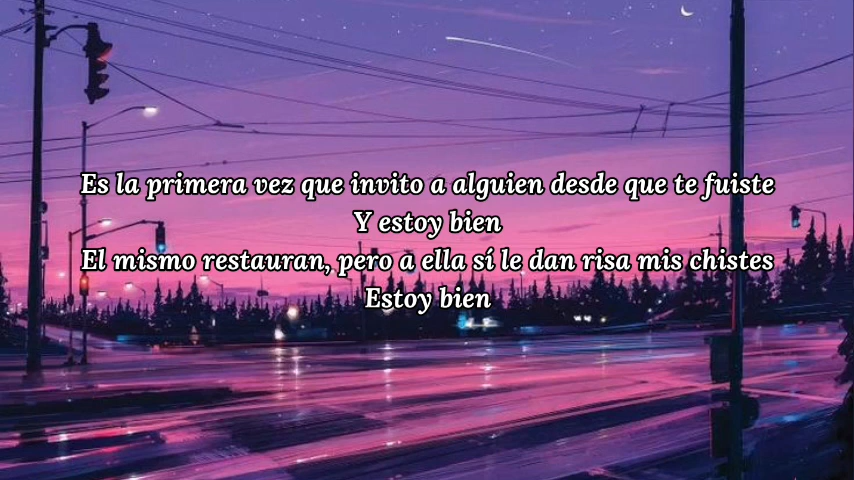 Es la primera vez que invito a alguien desde que te fuiste
Y estoy bien
El mismo restauran, pero a ella sí le dan risa mis chistes
Estoy bien